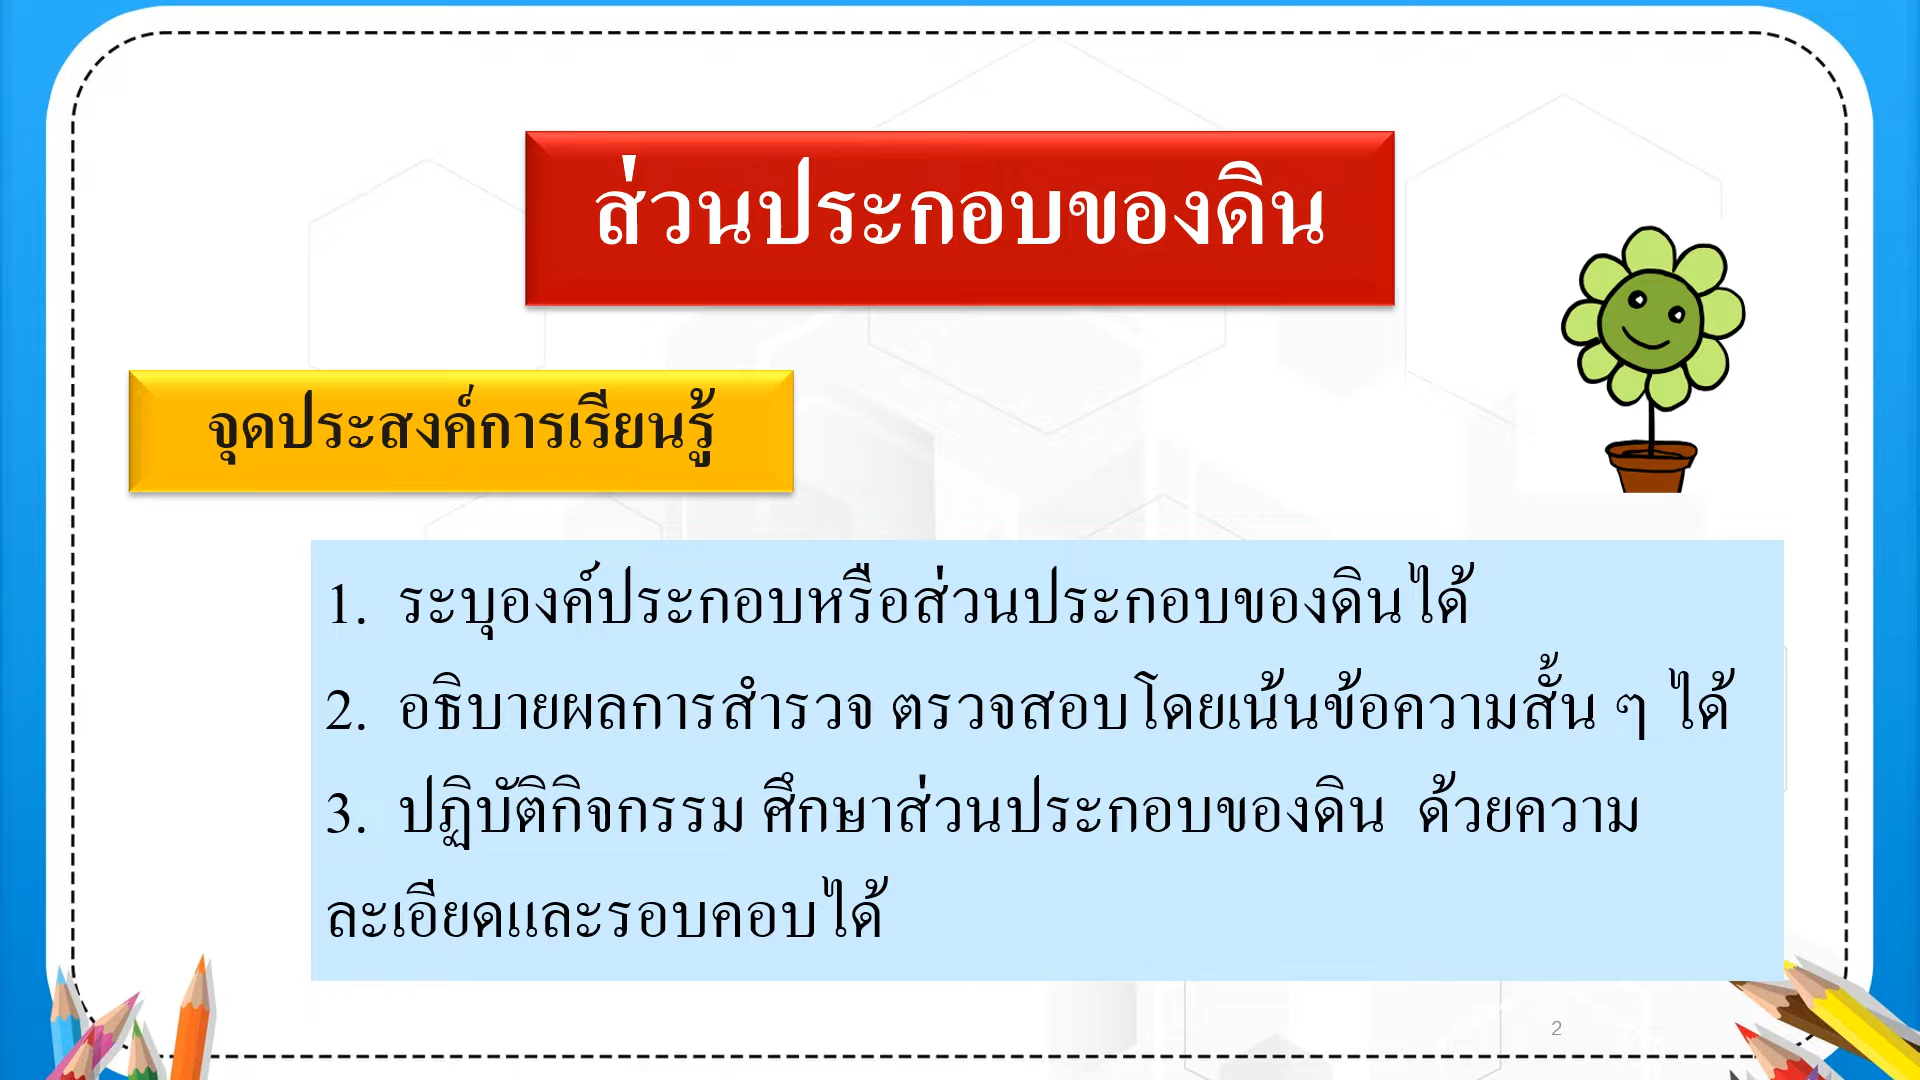 ส่วนประกอบของดิน
จุดประสงค์การเรียนรู้
1. ระบุองค์ประกอบหรือส่วนประกอบของดินได้
2. อธิบายผลการสำรวจ ตรวจสอบโดยเน้นข้อความสั้น ๆ ได้
3. ปฏิบัติกิจกรรม ศึกษาส่วนประกอบของดิน ด้วยความ
ละเอียดและรอบคอบได้
2